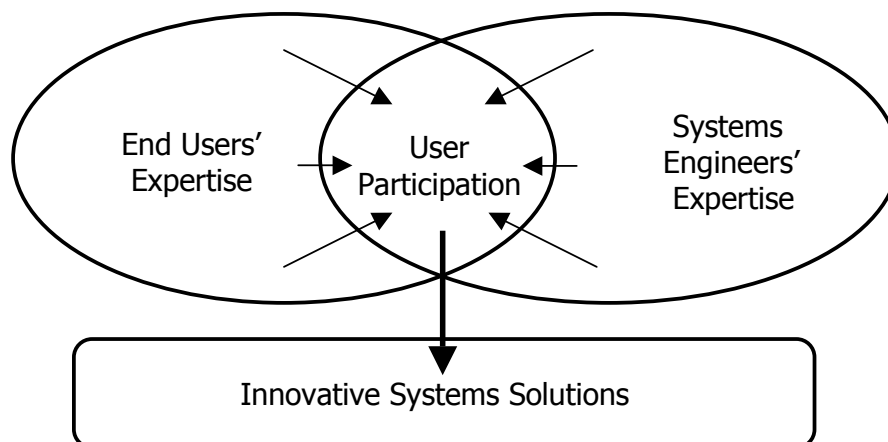 End Users’
Expertise
User
Participation
Systems
Engineers’
Expertise
Innovative Systems Solutions